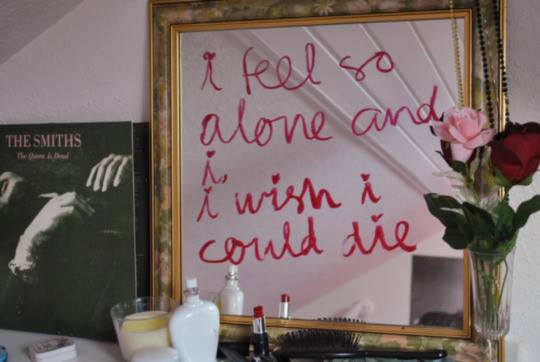 THE SMITHS
The Queen Is Dead
i feel so
alone and
i,
i wish i
could die